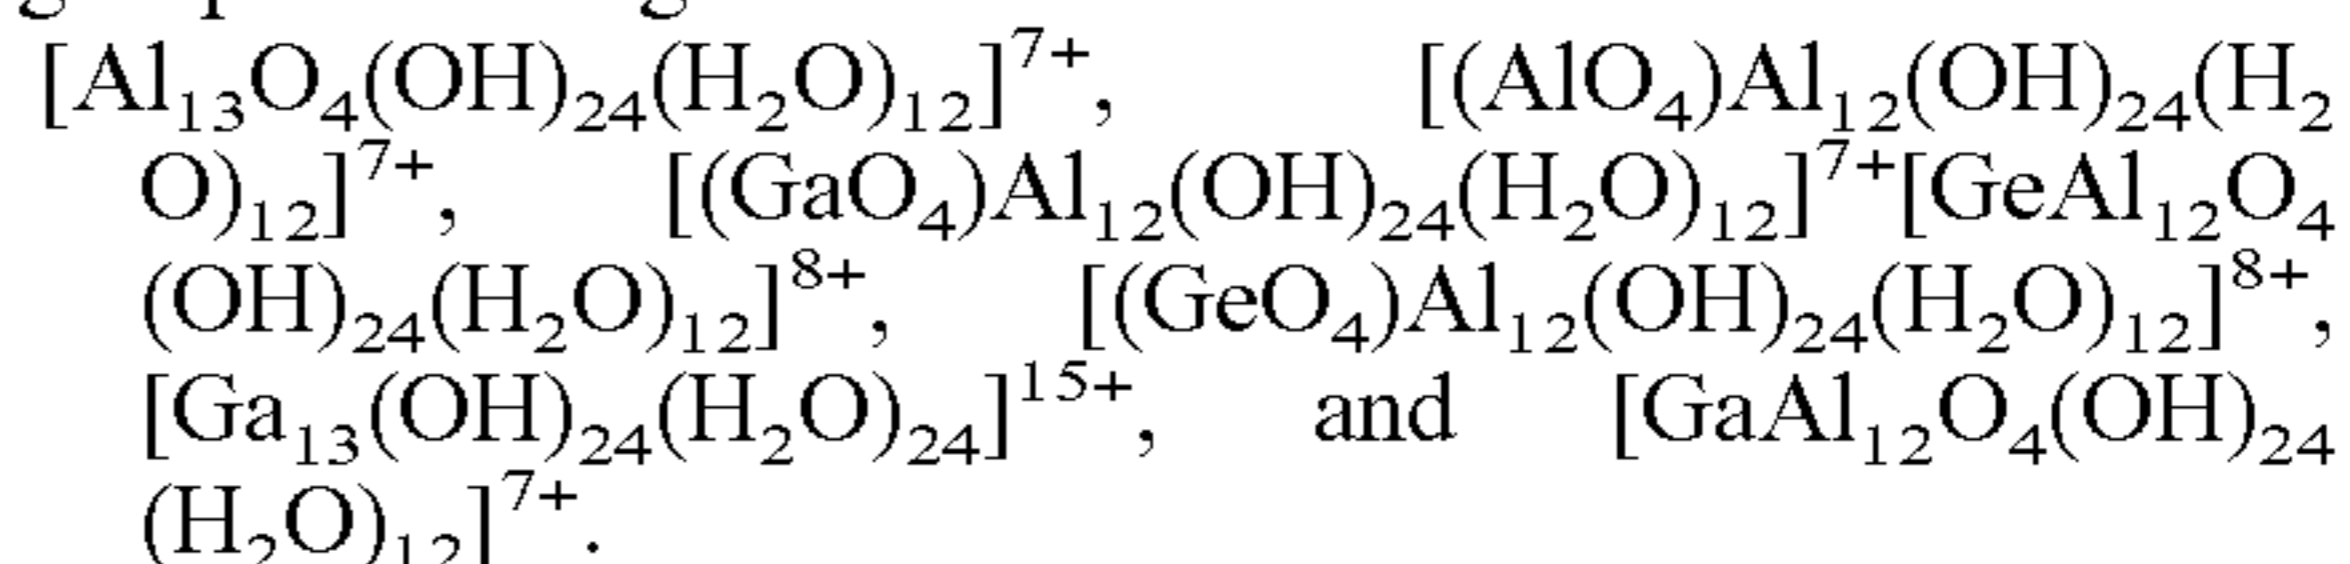 [Al₁₃O₄(OH)₂₄(H₂O)₁₂]⁷⁺, [(AlO₄)Al₁₂(OH)₂₄(H₂
O)₁₂]⁷⁺, [(GaO₄)Al₁₂(OH)₂₄(H₂O)₁₂]⁷⁺[GeAl₁₂O₄
(OH)₂₄(H₂O)₁₂]⁸⁺, [(GeO₄)Al₁₂(OH)₂₄(H₂O)₁₂]⁸⁺,
[Ga₁₃(OH)₂₄(H₂O)₂₄]¹⁵⁺, and [GaAl₁₂O₄(OH)₂₄
(H₂O)₁₂]⁷⁺.